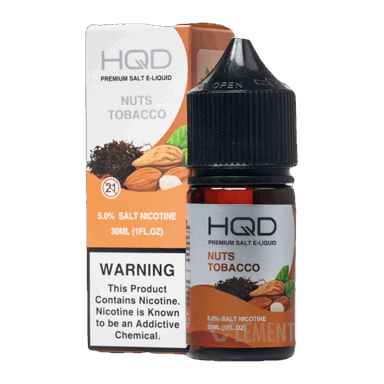 HQD
PREMIUM SALT E-LIQUID
NUTS
TOBACCO
21
5.0% SALT NICOTINE
30ML (1FL.OZ)
WARNING
This Product
Contains Nicotine.
Nicotine is Known
to be an Addictive
Chemical.
OPEN
HQD
PREMIUM SALT E-LIQUID
NUTS
TOBACCO
5.0% SALT NICOTINE
30ML (1FL.OZ)